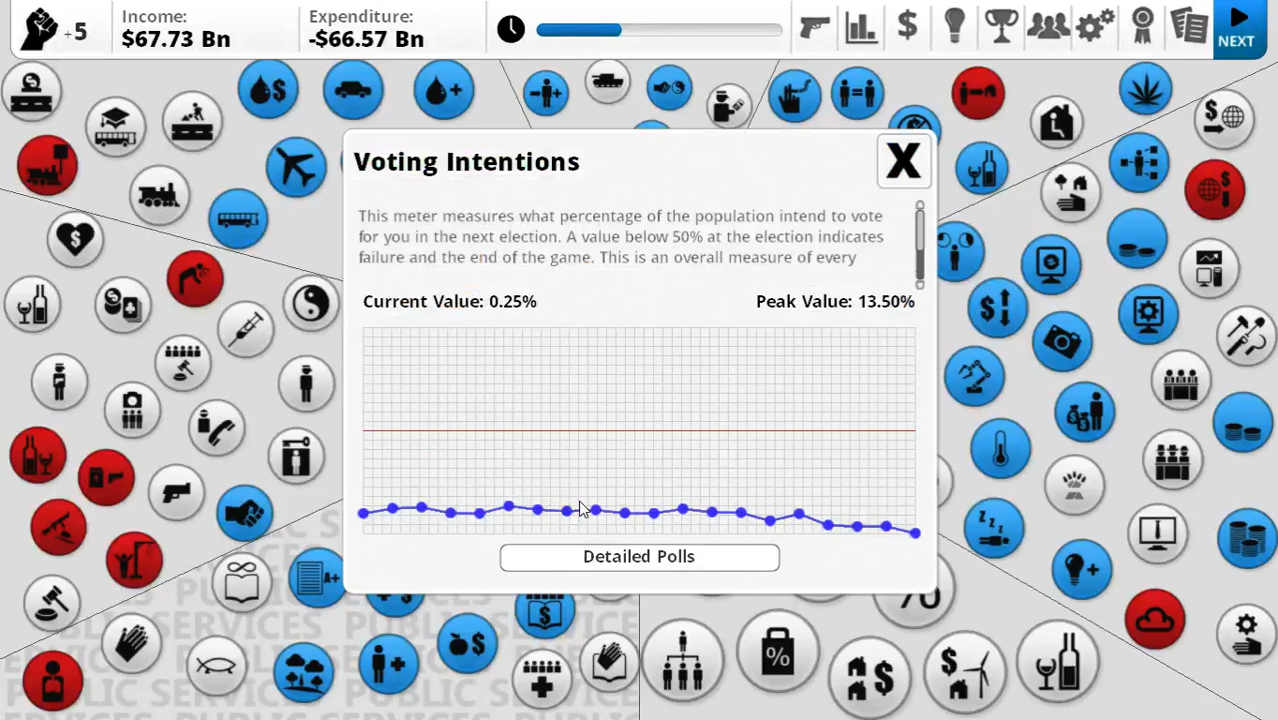 +5
Income:
$67.73 Bn
Expenditure:
-$66.57 Bn
NEXT
Voting Intentions
X
This meter measures what percentage of the population intend to vote
for you in the next election. A value below 50% at the election indicates
failure and the end of the game. This is an overall measure of every
Current Value: 0.25%
Peak Value: 13.50%
Detailed Polls
SERVICES
PUBLIC SERVICES
PUBLIC SERVICES